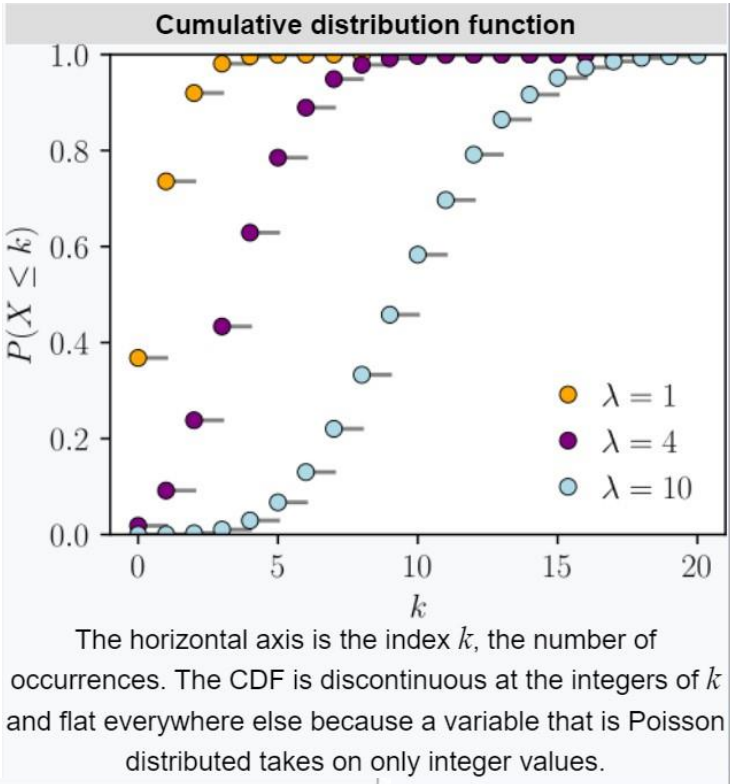 Cumulative distribution function
1.0
0.8
0.6
0.4
0.2
0.0
P(X ≤ k)
λ = 1
λ = 4
λ = 10
0 5 10 15 20
k
The horizontal axis is the index k, the number of
occurrences. The CDF is discontinuous at the integers of k
and flat everywhere else because a variable that is Poisson
distributed takes on only integer values.